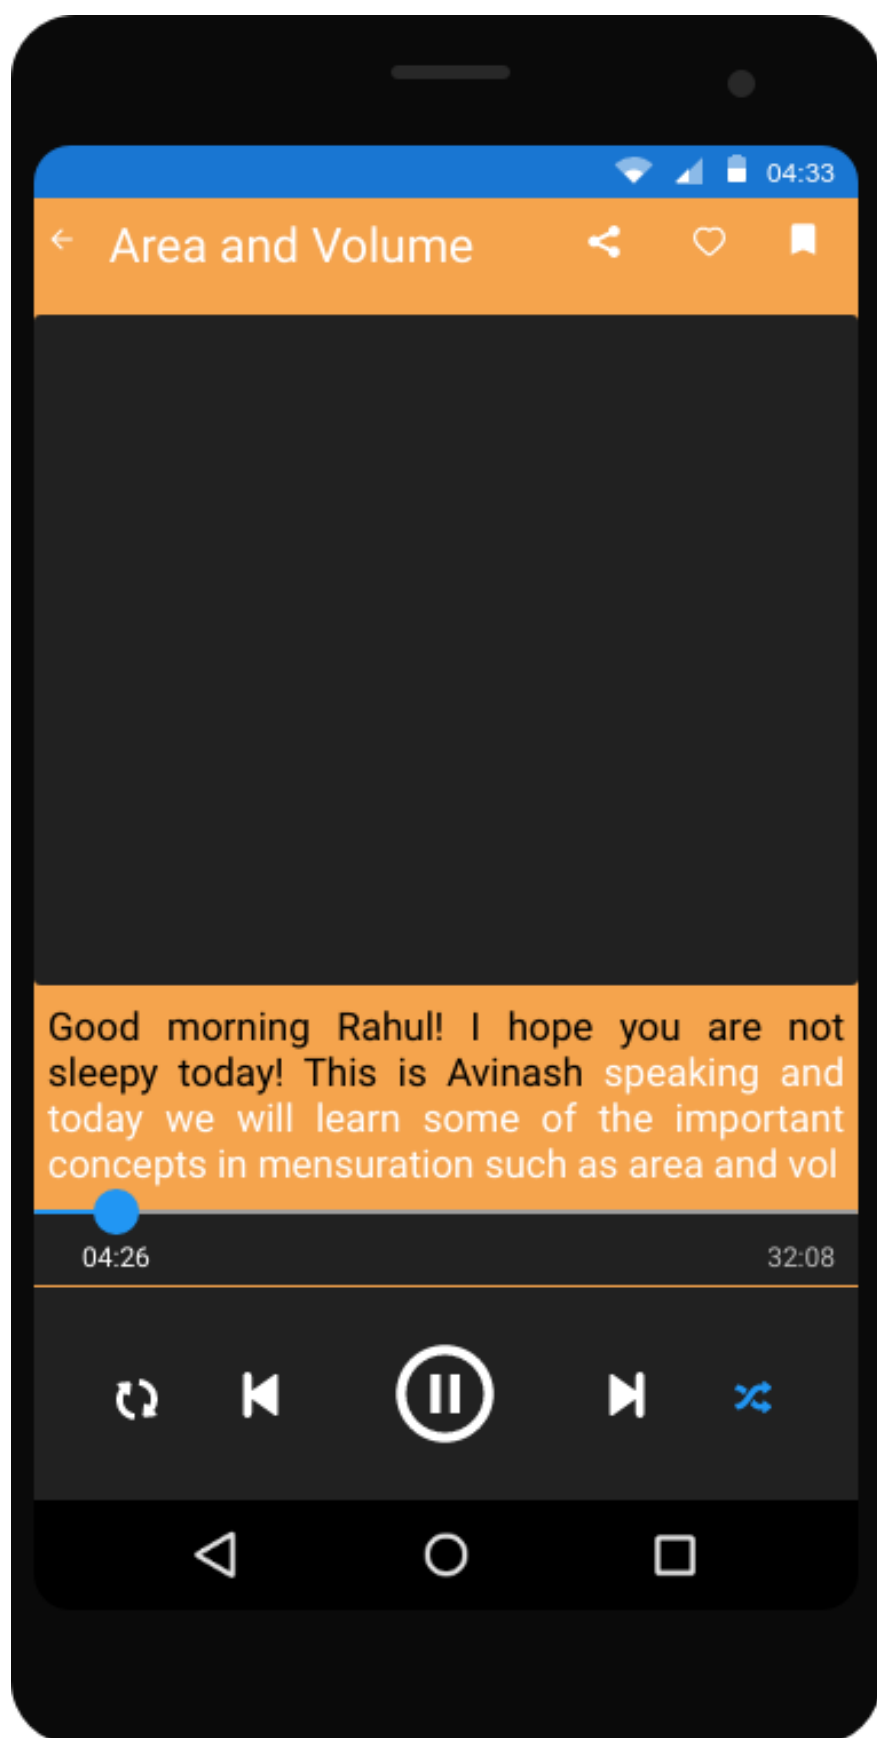 04:33
Area and Volume
Good morning Rahul! I hope you are not
sleepy today! This is Avinash speaking and
today we will learn some of the important
concepts in mensuration such as area and vol
04:26 32:08